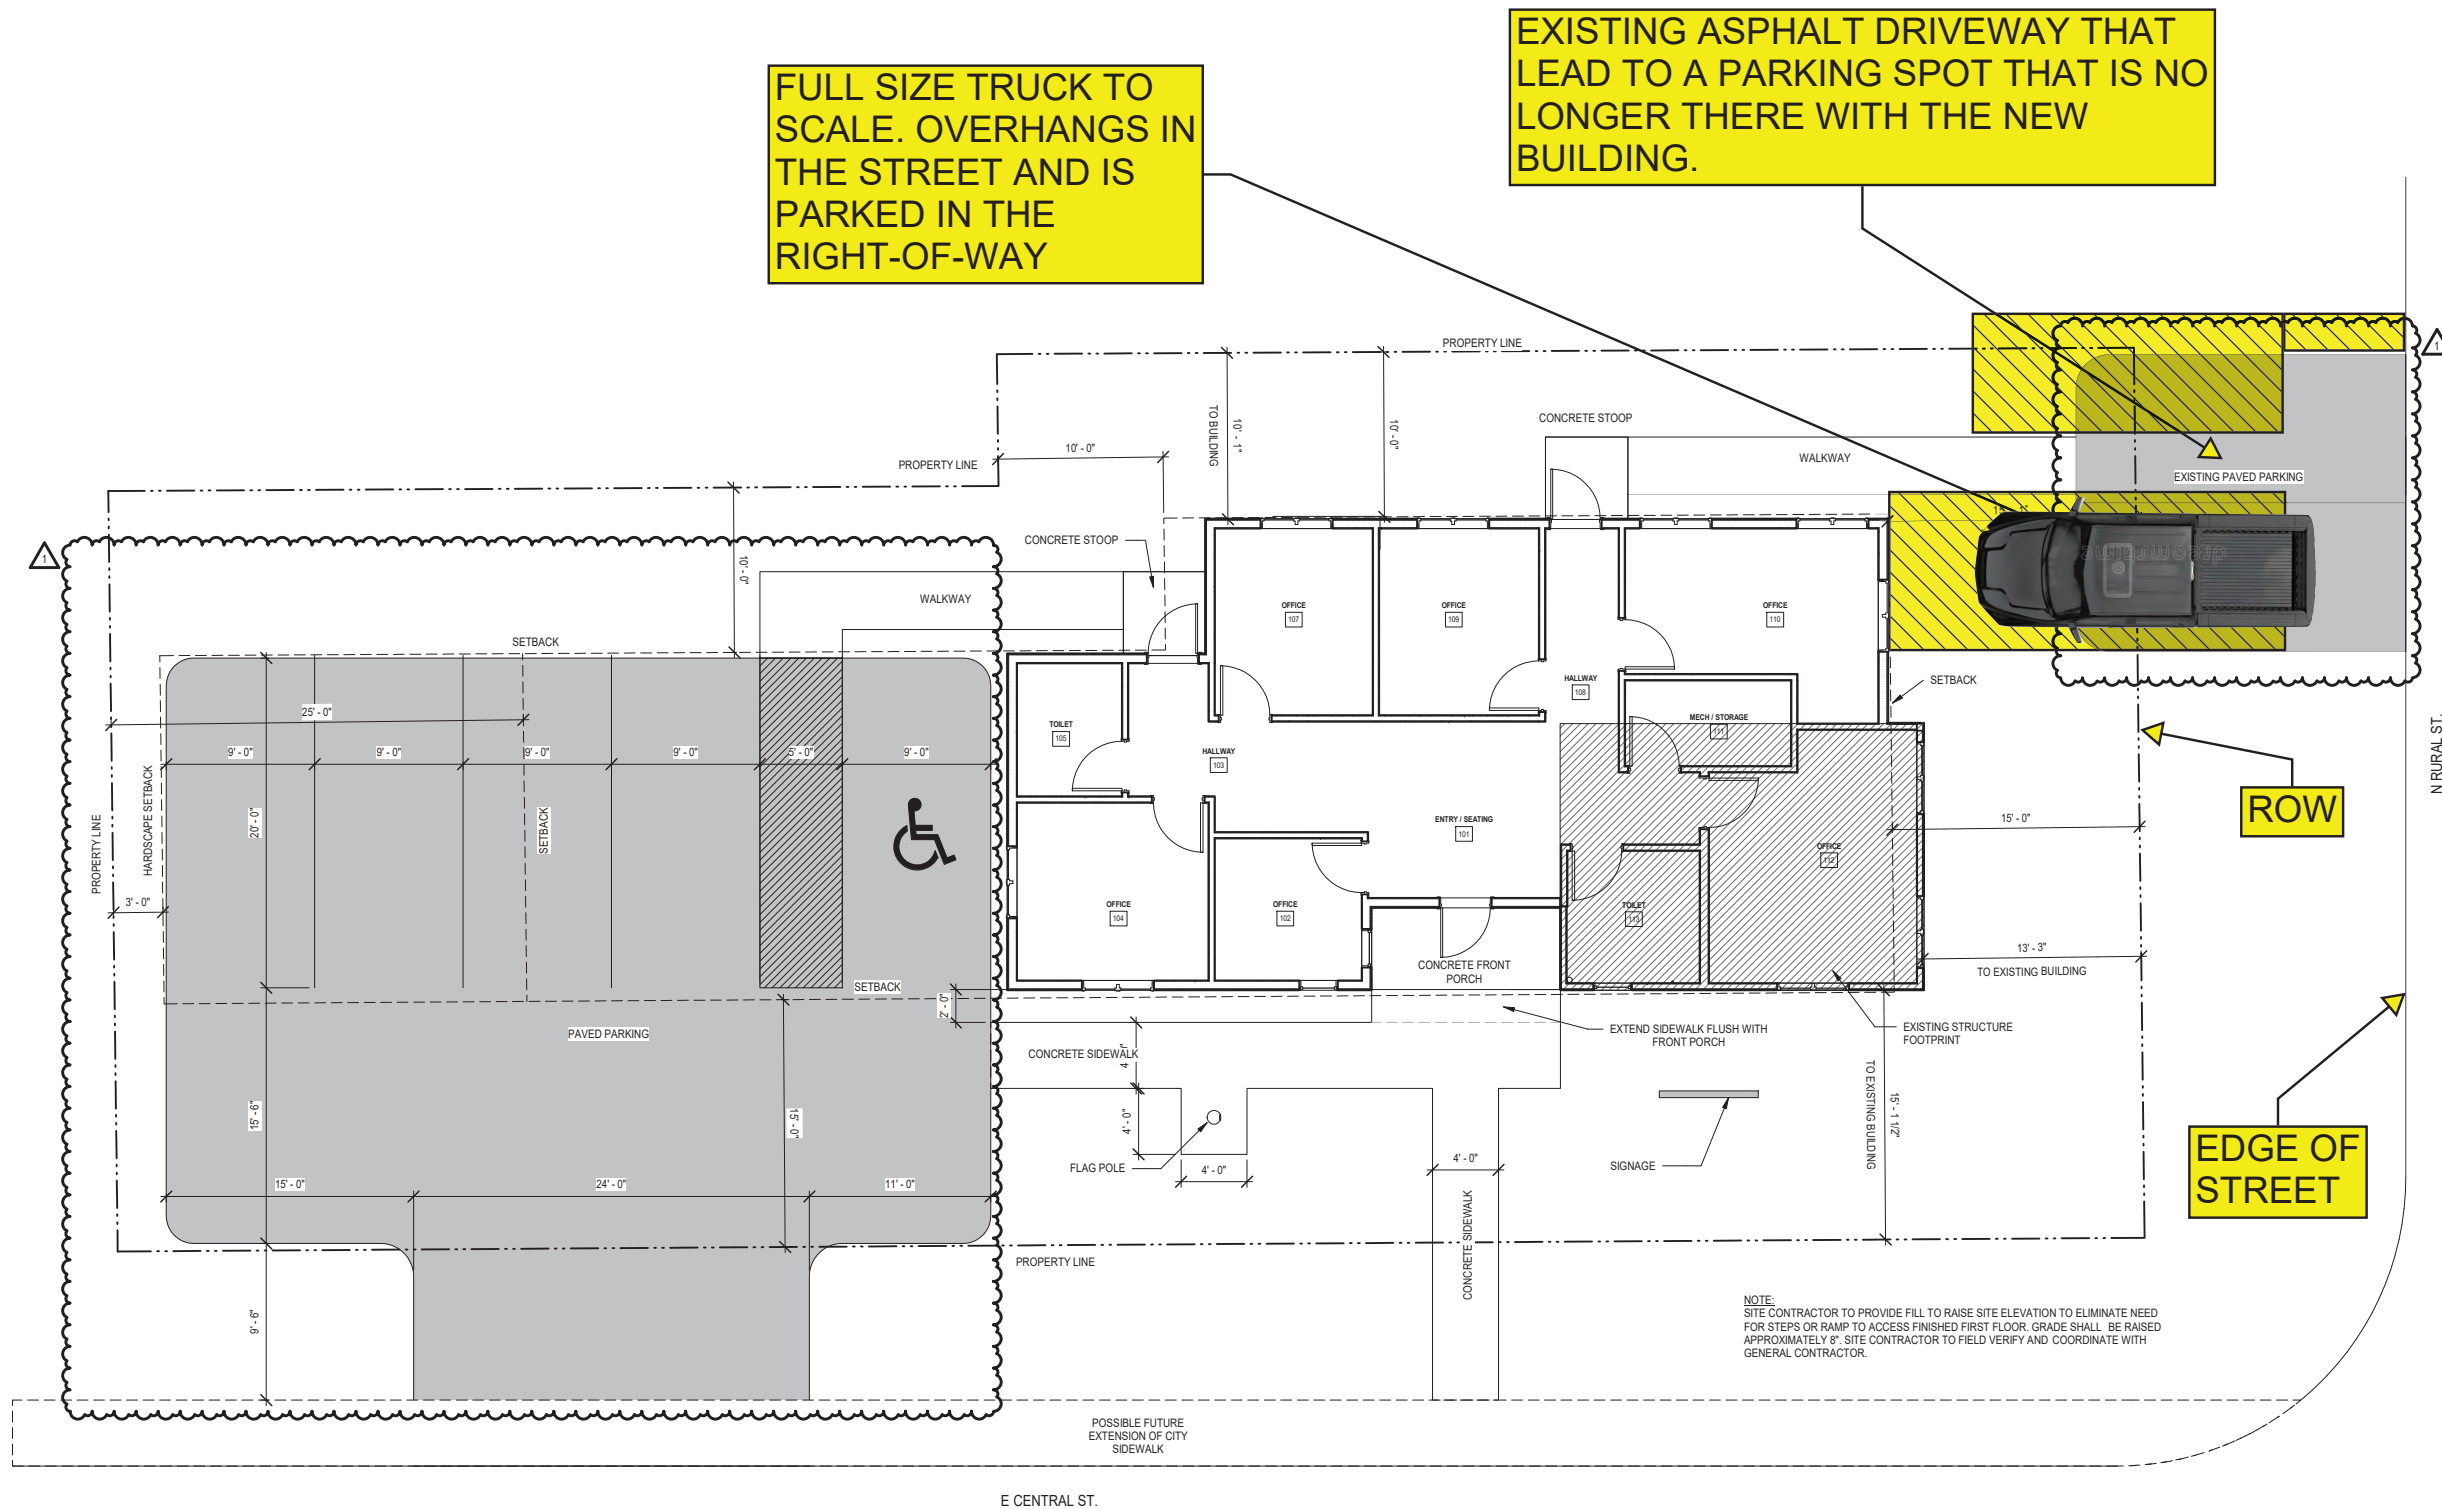 EXISTING ASPHALT DRIVEWAY THAT
LEAD TO A PARKING SPOT THAT IS NO
LONGER THERE WITH THE NEW
BUILDING.
FULL SIZE TRUCK TO
SCALE. OVERHANGS IN
THE STREET AND IS
PARKED IN THE
RIGHT-OF-WAY
PROPERTY LINE
1
TO BUILDING
10' - 1"
10' - 0"
CONCRETE STOOP
10' - 0"
PROPERTY LINE
WALKWAY
EXISTING PAVED PARKING
1
CONCRETE STOOP
10' - 0"
WALKWAY
SETBACK
OFFICE
107
OFFICE
109
OFFICE
110
dreamstime
HALLWAY
108
SETBACK
25' - 0"
TOILET
105
MECH / STORAGE
111
9' - 0"
9' - 0"
9' - 0"
9' - 0"
5' - 0"
9' - 0"
HALLWAY
103
N RURAL ST.
ROW
PROPERTY LINE
HARDSCAPE SETBACK
20' - 0"
SETBACK
ENTRY / SEATING
101
15' - 0"
OFFICE
112
3' - 0"
OFFICE
104
OFFICE
102
TOILET
113
13' - 3"
TO EXISTING BUILDING
CONCRETE FRONT
PORCH
SETBACK
2' - 0"
PAVED PARKING
CONCRETE SIDEWALK
EXTEND SIDEWALK FLUSH WITH
FRONT PORCH
EXISTING STRUCTURE
FOOTPRINT
15' - 6"
15' - 0"
4' - 0"
TO EXISTING BUILDING
15' - 1 1/2"
FLAG POLE
4' - 0"
4' - 0"
SIGNAGE
EDGE OF
STREET
15' - 0"
24' - 0"
11' - 0"
CONCRETE SIDEWALK
PROPERTY LINE
9' - 6"
NOTE:
SITE CONTRACTOR TO PROVIDE FILL TO RAISE SITE ELEVATION TO ELIMINATE NEED
FOR STEPS OR RAMP TO ACCESS FINISHED FIRST FLOOR. GRADE SHALL BE RAISED
APPROXIMATELY 8". SITE CONTRACTOR TO FIELD VERIFY AND COORDINATE WITH
GENERAL CONTRACTOR.
POSSIBLE FUTURE
EXTENSION OF CITY
SIDEWALK
E CENTRAL ST.